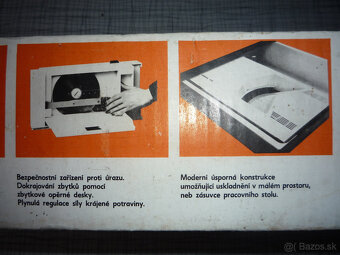 Bezpečnostní zařízení proti úrazu.
Dokrajování zbytků pomocí
zbytkové opěrné desky.
Plynulá regulace síly krájené potraviny.
Moderní úsporná konstrukce
umožňující uskladnění v malém prostoru,
neb zásuvce pracovního stolu.
Bazos.sk